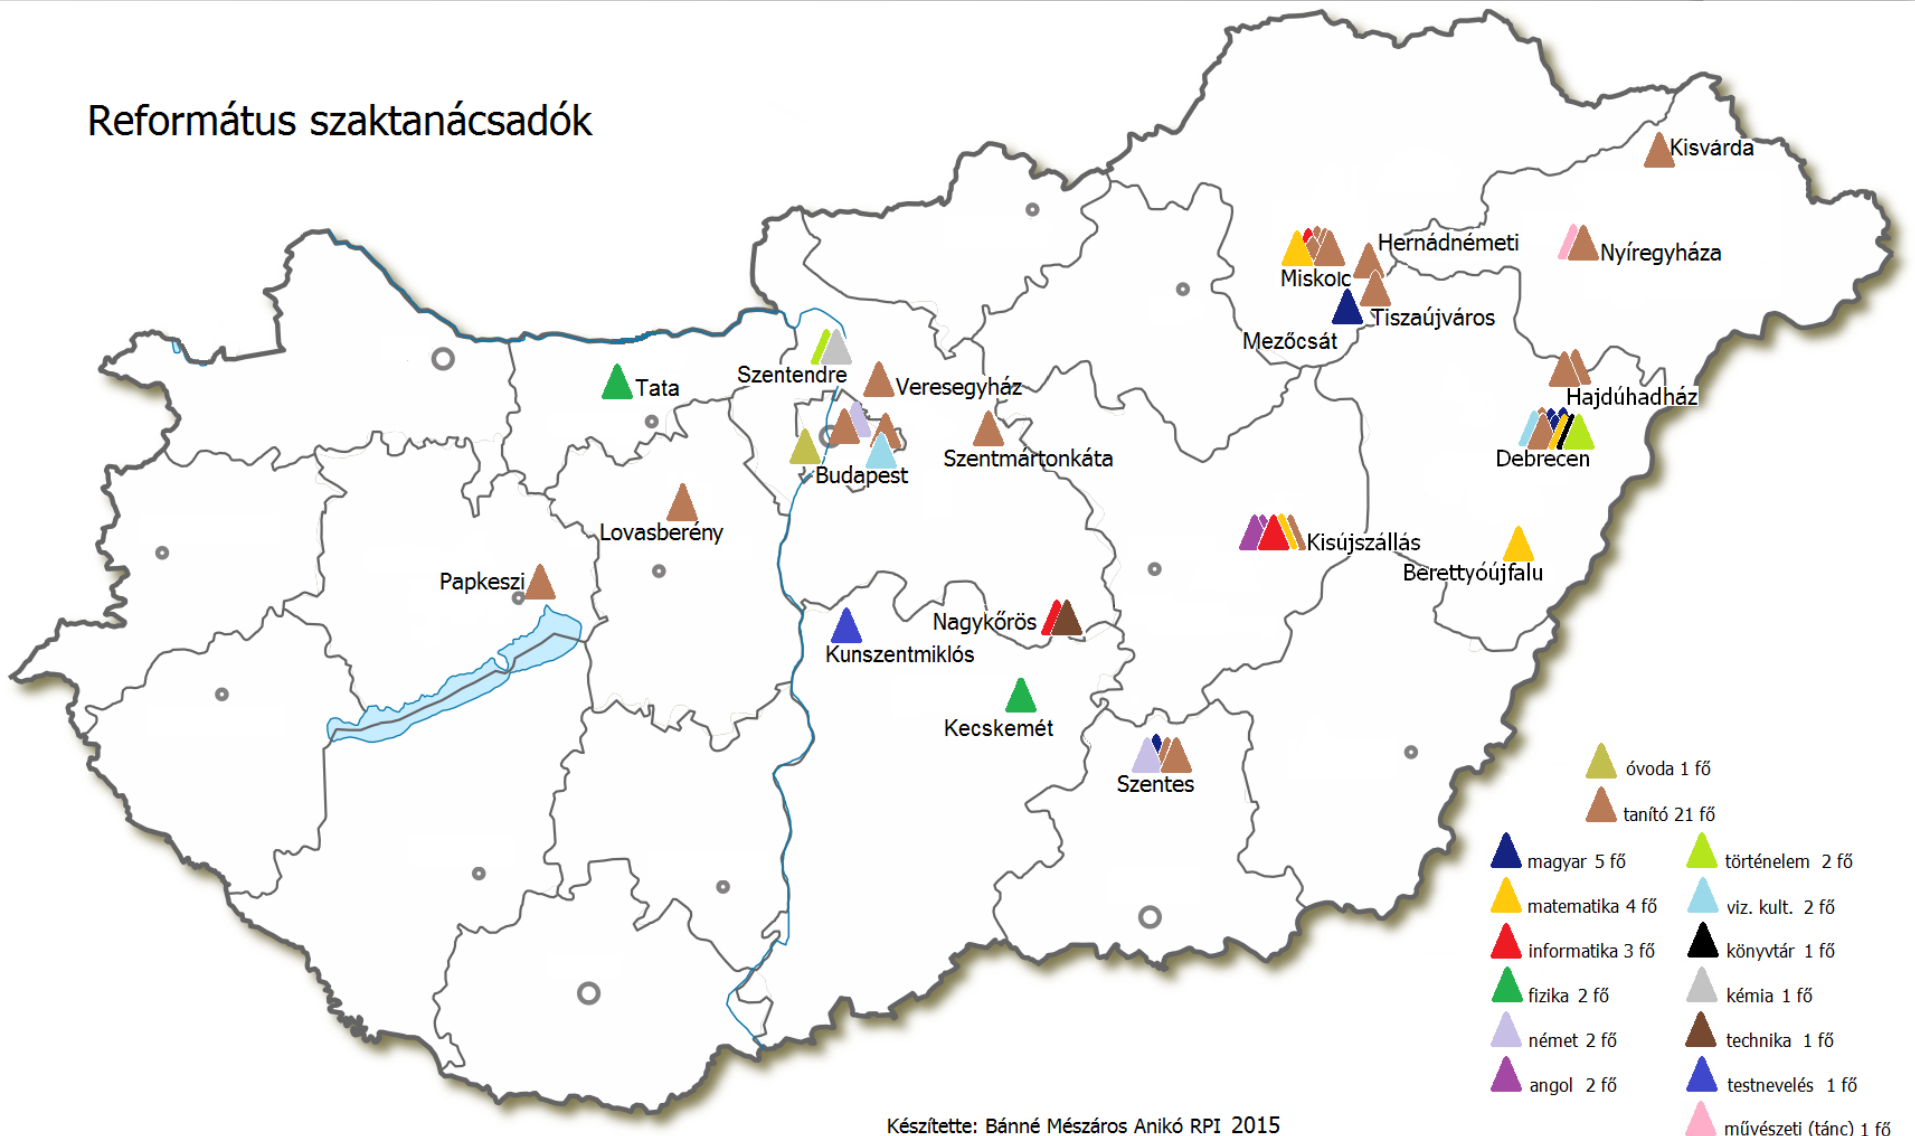 Református szaktanácsadók
Kisvárda
Hernádnémeti
Nyíregyháza
Miskolc
Tiszaújváros
Mezőcsát
Szentendre
Veresegyház
Tata
Hajdúhadház
Szentmártonkáta
Debrecen
Budapest
Lovasberény
Kisújszállás
Berettyóújfalu
Papkeszi
Nagykőrös
Kunszentmiklós
Kecskemét
Szentes
óvoda 1 fő
tanító 21 fő
magyar 5 fő
matematika 4 fő
informatika 3 fő
fizika 2 fő
német 2 fő
angol 2 fő
történelem 2 fő
viz. kult. 2 fő
könyvtár 1 fő
kémia 1 fő
technika 1 fő
testnevelés 1 fő
művészeti (tánc) 1 fő
Készítette: Bánné Mészáros Anikó RPI 2015